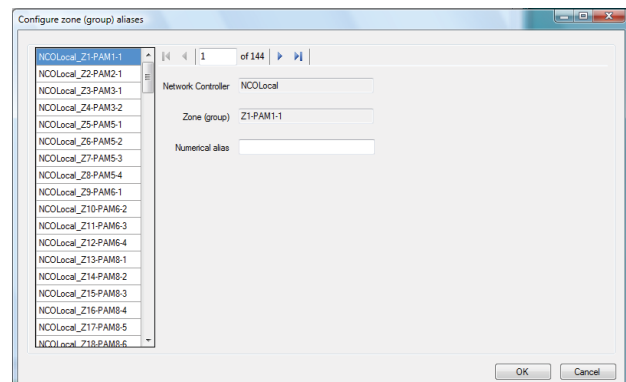 Configure zone (group) aliases
NCOLocal_Z1-PAM1-1
NCOLocal_Z2-PAM2-1
NCOLocal_Z3-PAM3-1
NCOLocal_Z4-PAM3-2
NCOLocal_Z5-PAM5-1
NCOLocal_Z6-PAM5-2
NCOLocal_Z7-PAM5-3
NCOLocal_Z8-PAM5-4
NCOLocal_Z9-PAM6-1
NCOLocal_Z10-PAM6-2
NCOLocal_Z11-PAM6-3
NCOLocal_Z12-PAM6-4
NCOLocal_Z13-PAM8-1
NCOLocal_Z14-PAM8-2
NCOLocal_Z15-PAM8-3
NCOLocal_Z16-PAM8-4
NCOLocal_Z17-PAM8-5
NCOLocal_Z18-PAM8-6
1 of 144
Network Controller NCOLocal
Zone (group) Z1-PAM1-1
Numerical alias
OK Cancel